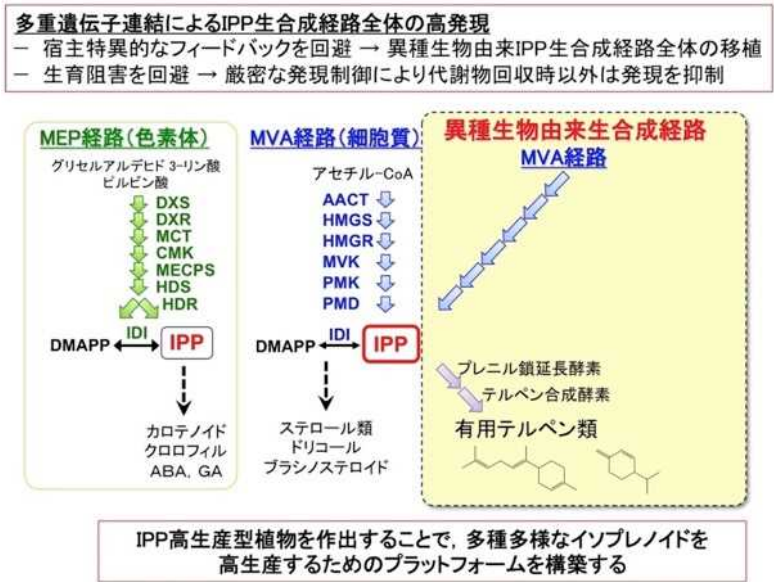 多重遺伝子連結によるIPP生合成経路全体の高発現
－ 宿主特異的なフィードバックを回避 → 異種生物由来IPP生合成経路全体の移植
－ 生育阻害を回避 → 厳密な発現制御により代謝物回収時以外は発現を抑制
MEP経路(色素体)
グリセルアルデヒド 3-リン酸
ピルビン酸
DXS
DXR
MCT
CMK
MECPS
HDS
HDR
IDI
DMAPP
IPP
カロテノイド
クロロフィル
ABA, GA
MVA経路(細胞質)
アセチル-CoA
AACT
HMGS
HMGR
MVK
PMK
PMD
IDI
DMAPP
IPP
ステロール類
ドリコール
ブラシノステロイド
異種生物由来生合成経路
MVA経路
プレニル鎖延長酵素
テルペン合成酵素
有用テルペン類
IPP高生産型植物を作出することで, 多種多様なイソプレノイドを
高生産するためのプラットフォームを構築する